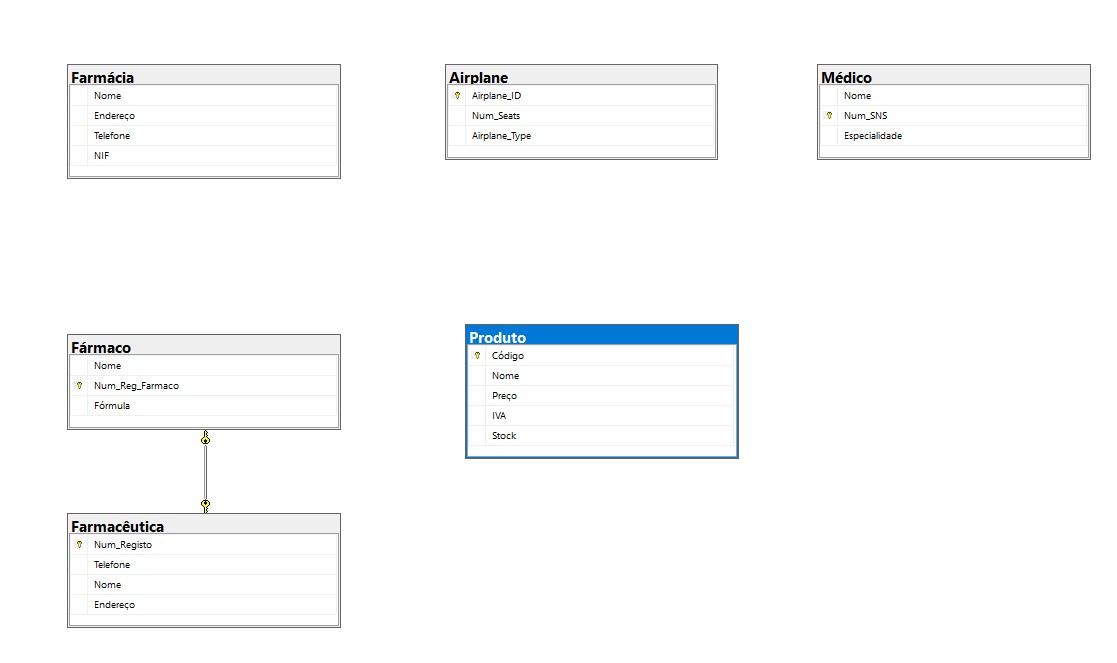 Farmácia
Nome
Endereço
Telefone
NIF
Airplane
Airplane_ID
Num_Seats
Airplane_Type
Médico
Nome
Num_SNS
Especialidade
Fármaco
Nome
Num_Reg_Farmaco
Fórmula
Produto
Código
Nome
Preço
IVA
Stock
Farmacêutica
Num_Registo
Telefone
Nome
Endereço